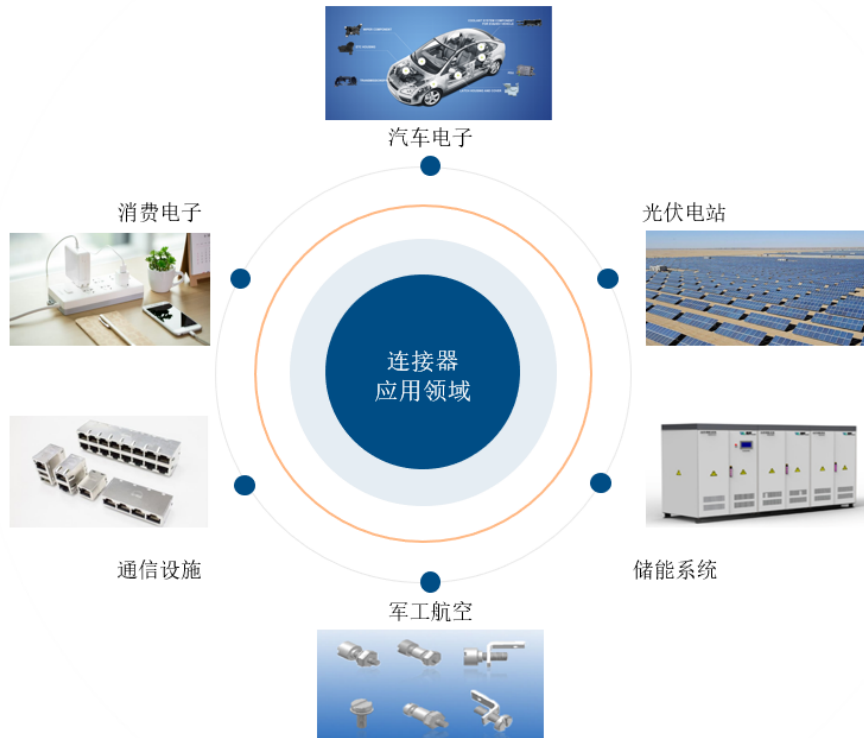 汽车电子
消费电子
光伏电站
连接器
应用领域
通信设施
储能系统
军工航空